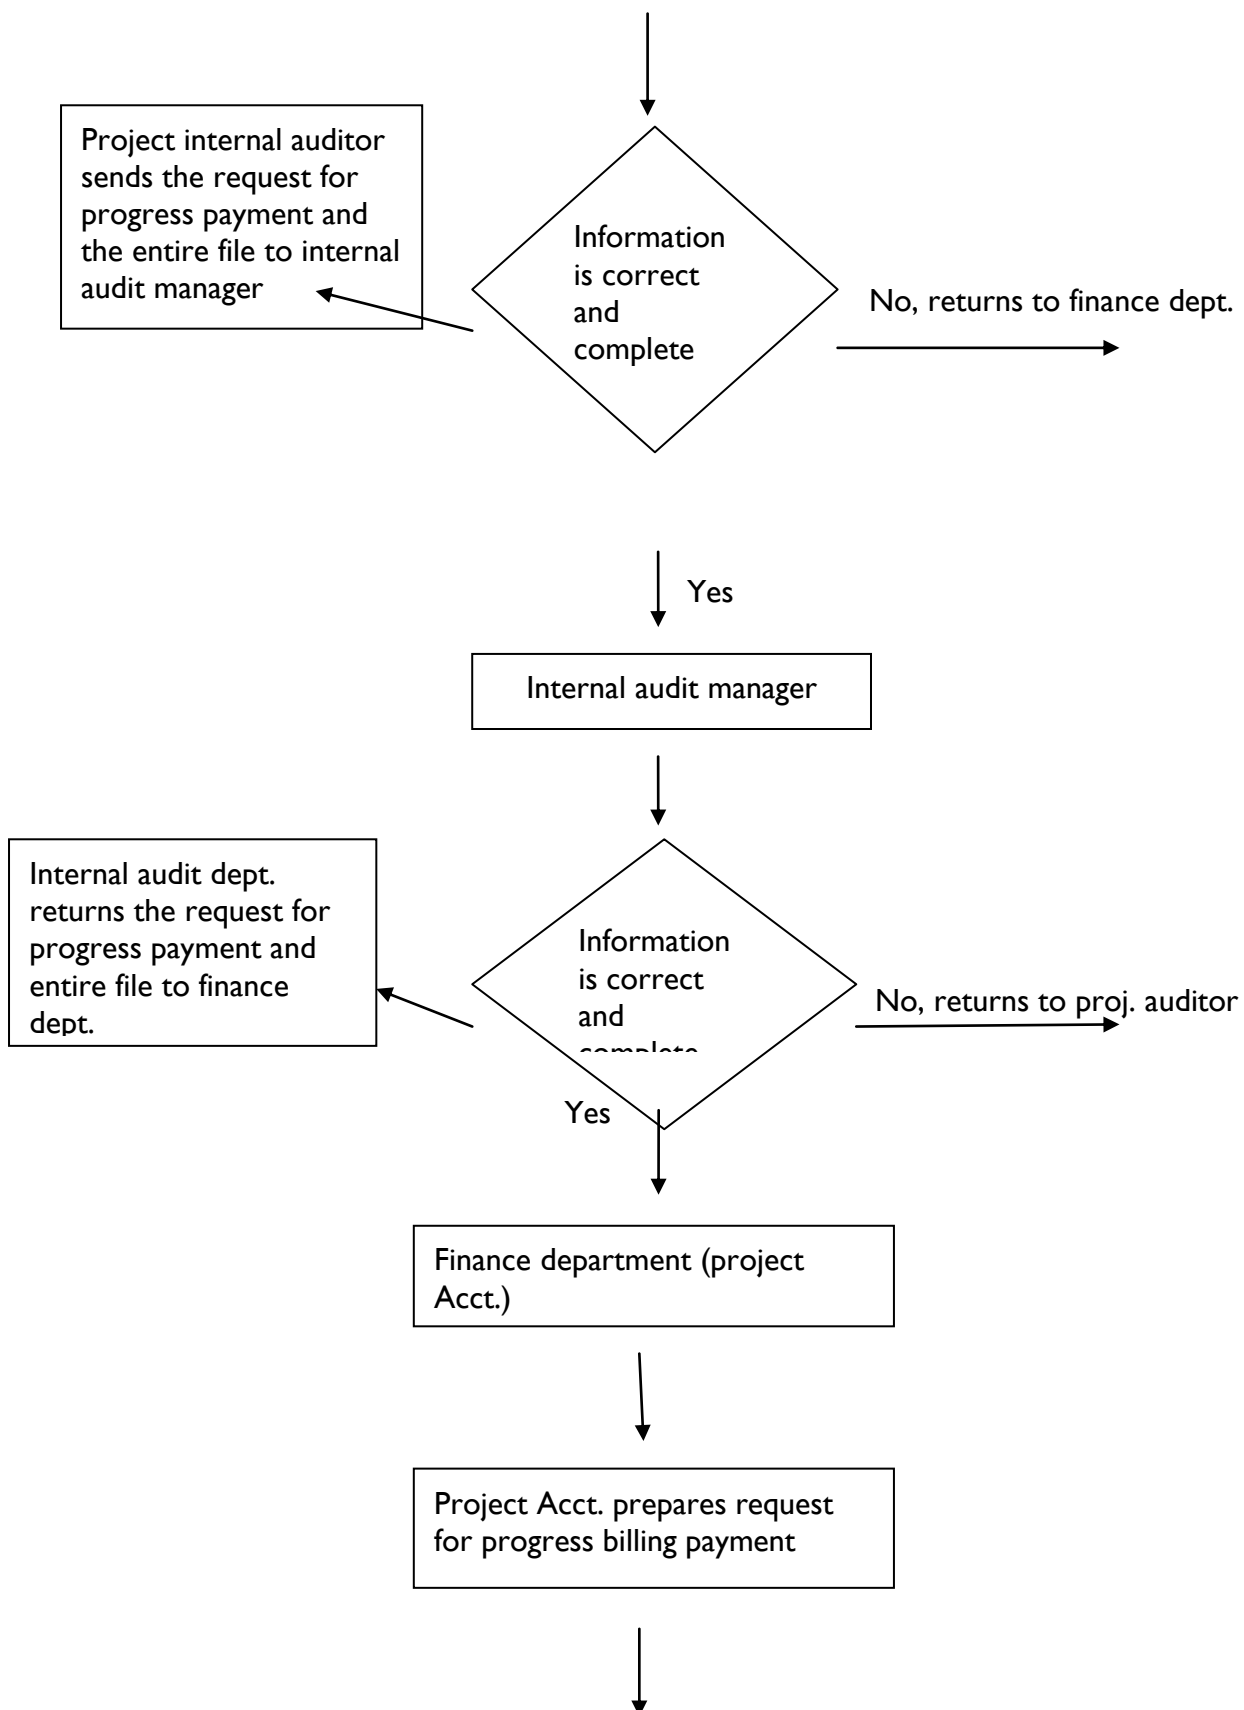 Project internal auditor
sends the request for
progress payment and
the entire file to internal
audit manager
Information
is correct
and
complete
No, returns to finance dept.
Yes
Internal audit manager
Internal audit dept.
returns the request for
progress payment and
entire file to finance
dept.
Information
is correct
and
complete
No, returns to proj. auditor
Yes
Finance department (project
Acct.)
Project Acct. prepares request
for progress billing payment